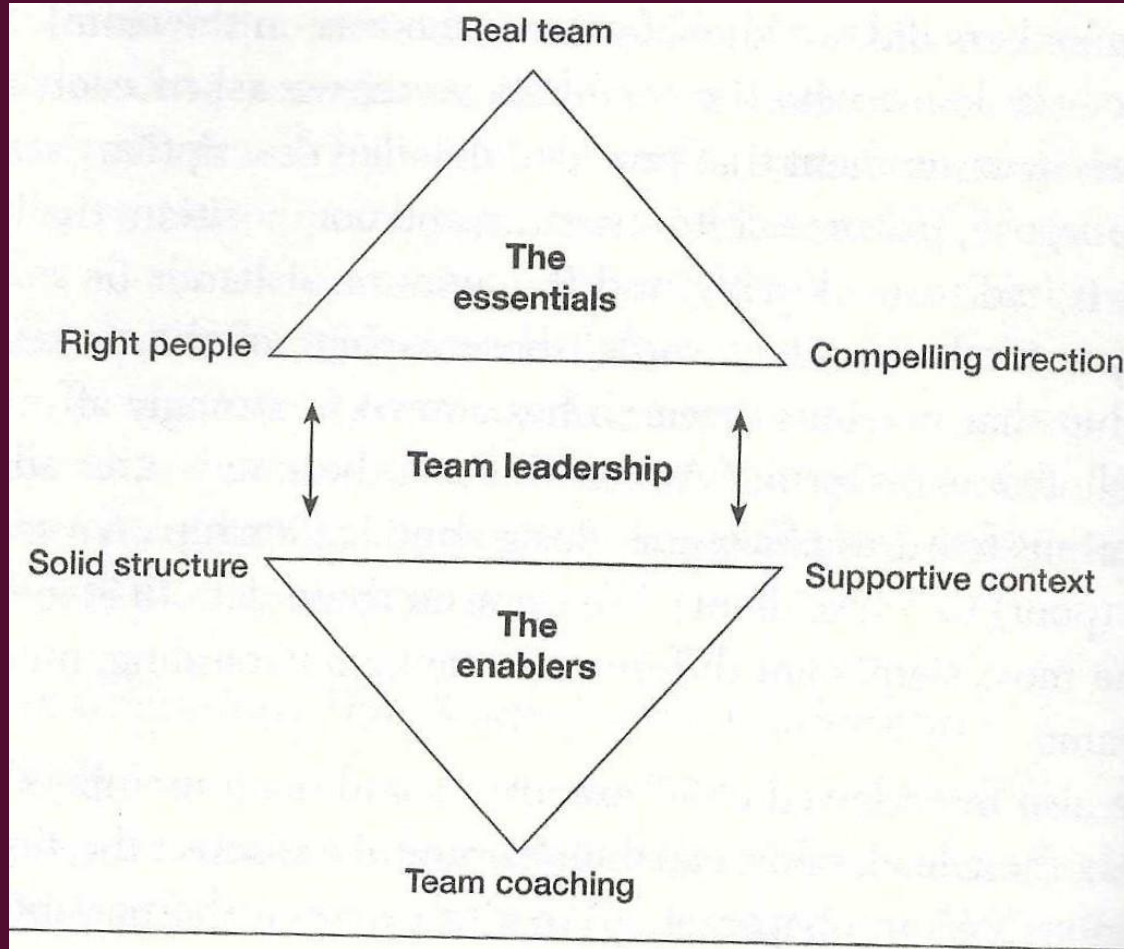 Real team
The
essentials
Right people
Compelling direction
Team leadership
Solid structure
Supportive context
The
enablers
Team coaching